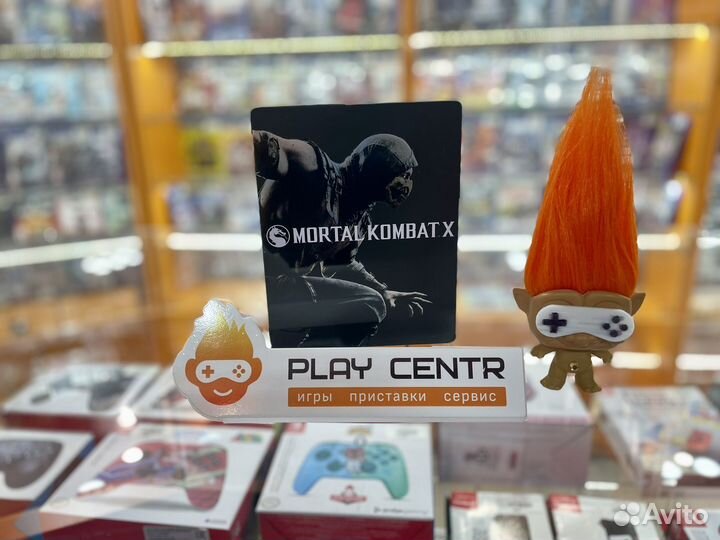 MORTAL KOMBAT X
PLAY CENTR
игры приставки сервис
Avito